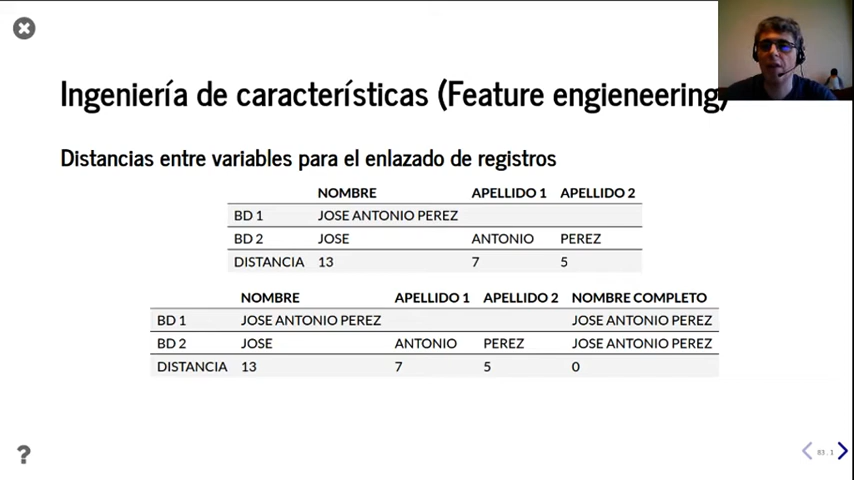 Ingeniería de características (Feature engieneering)
Distancias entre variables para el enlazado de registros
NOMBRE APELLIDO 1 APELLIDO 2
BD 1 JOSE ANTONIO PEREZ
BD 2 JOSE ANTONIO PEREZ
DISTANCIA 13 7 5
NOMBRE APELLIDO 1 APELLIDO 2 NOMBRE COMPLETO
BD 1 JOSE ANTONIO PEREZ JOSE ANTONIO PEREZ
BD 2 JOSE ANTONIO PEREZ JOSE ANTONIO PEREZ
DISTANCIA 13 7 5 0
?
83.1